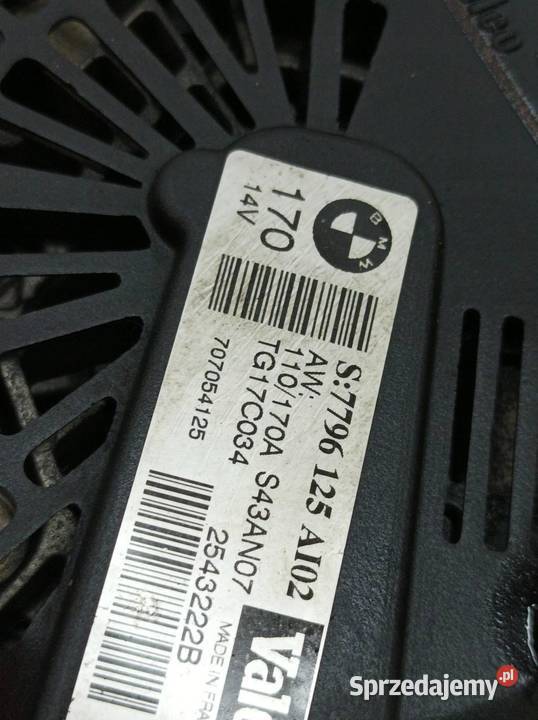 BMW
170
14V
S:7796 125 AI02
AW:
110/170A S43AN07
TG17C034
707054125
2543222B
MADE IN FRA
Vale
leo
Sprzedajemy.pl